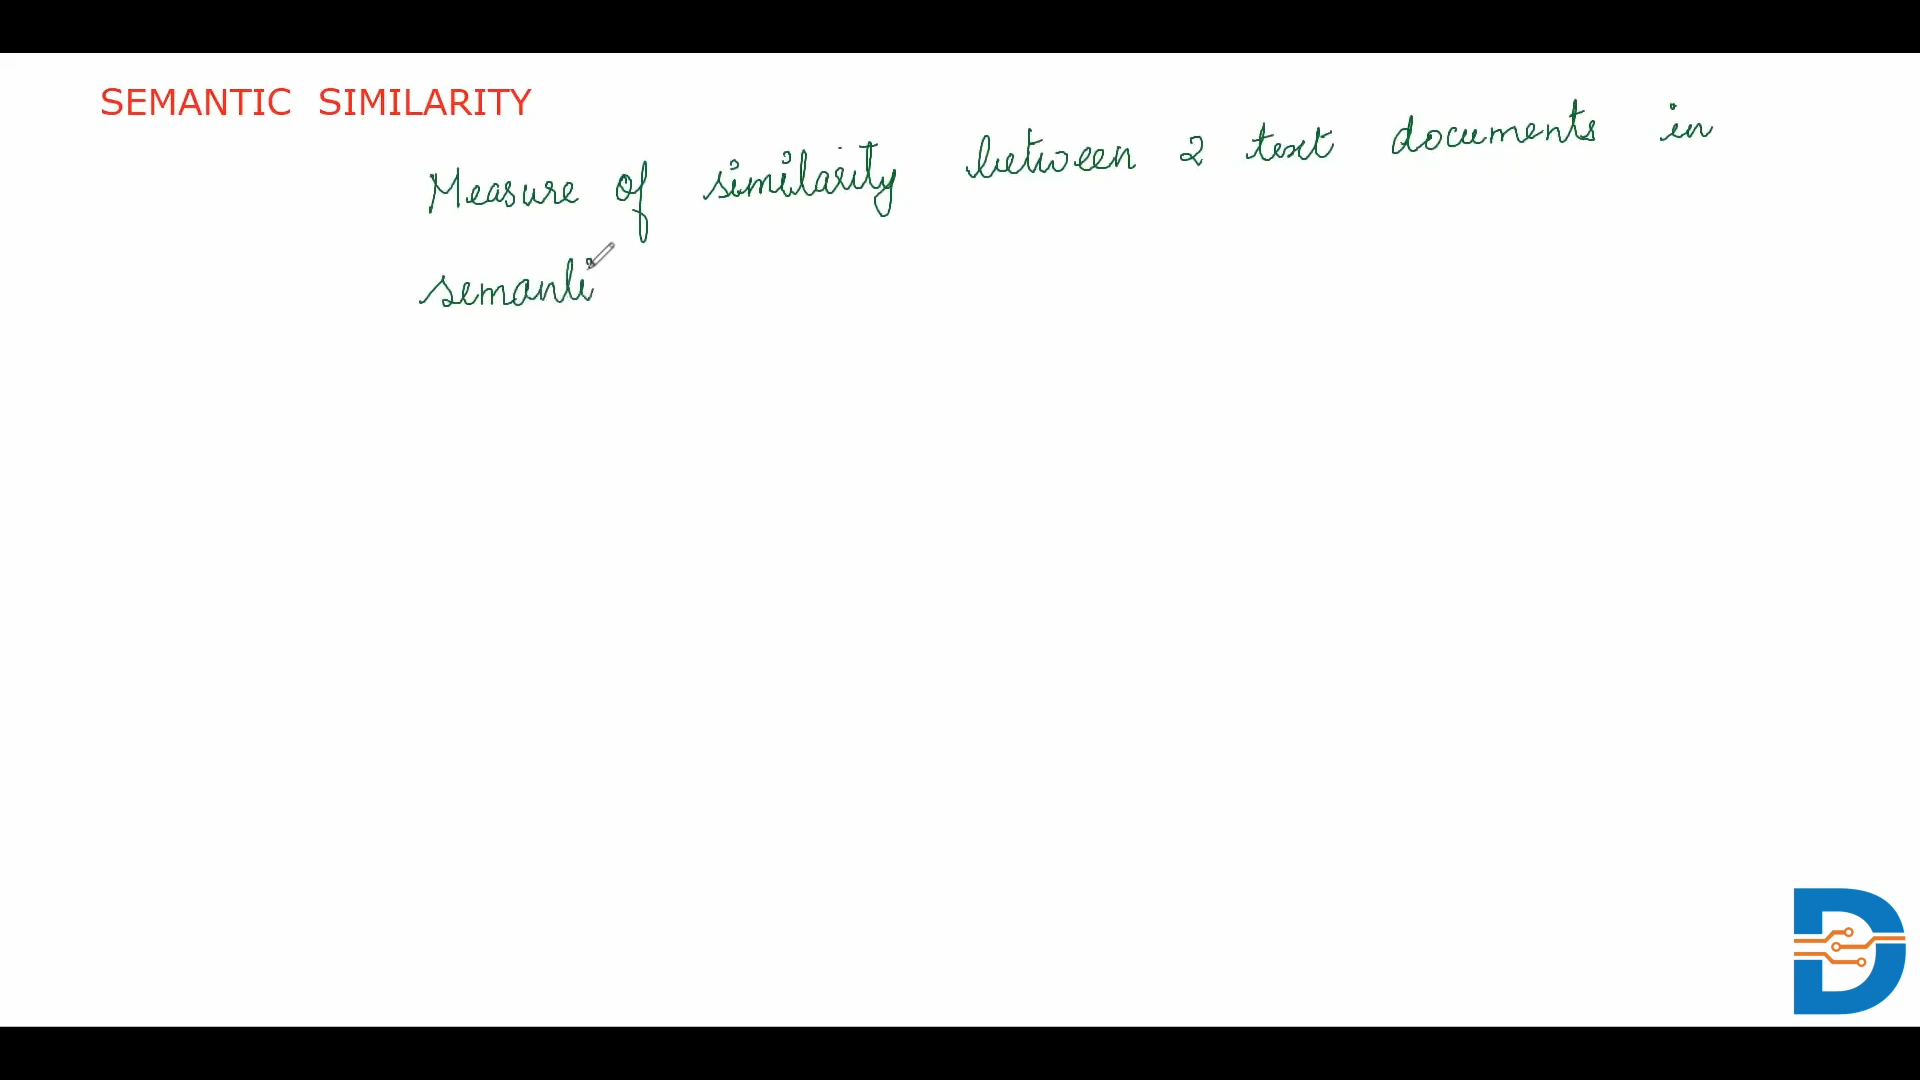 SEMANTIC SIMILARITY
Measure of similarity between 2 text documents in
semanti